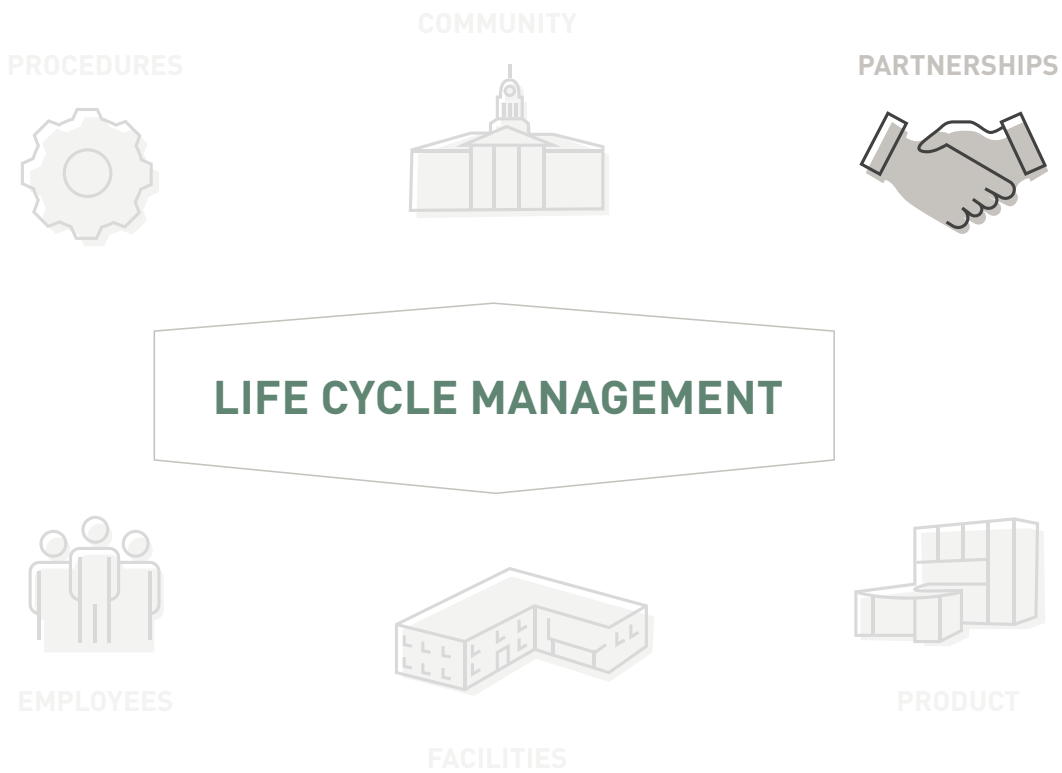 COMMUNITY
PROCEDURES
PARTNERSHIPS
LIFE CYCLE MANAGEMENT
EMPLOYEES
PRODUCT
FACILITIES